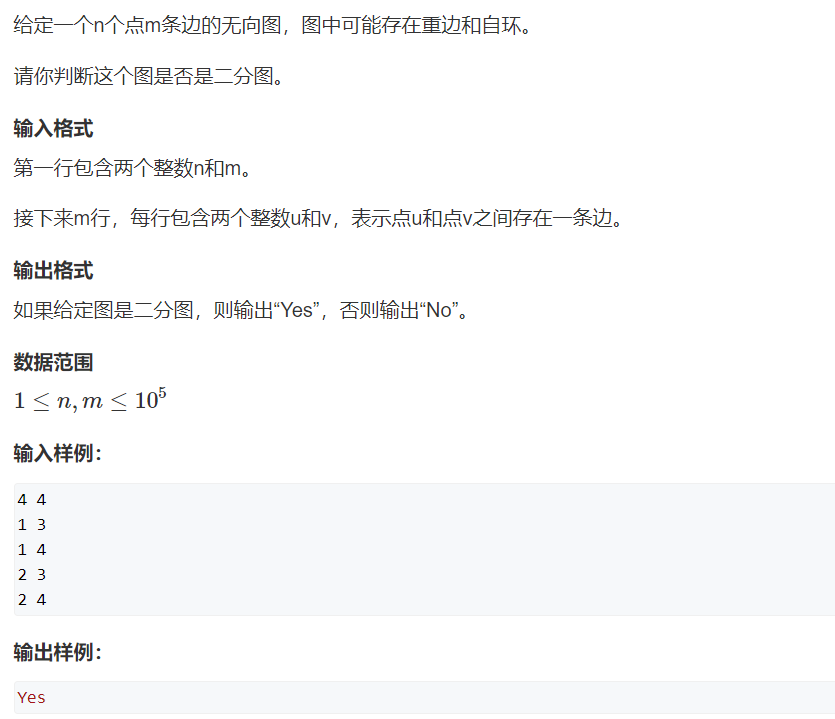 给定一个n个点m条边的无向图，图中可能存在重边和自环。
请你判断这个图是否是二分图。
输入格式
第一行包含两个整数n和m。
接下来m行，每行包含两个整数u和v，表示点u和点v之间存在一条边。
输出格式
如果给定图是二分图，则输出“Yes”，否则输出“No”。
数据范围
1 ≤ n, m ≤ 10⁵
输入样例：
4 4
1 3
1 4
2 3
2 4
输出样例：
Yes